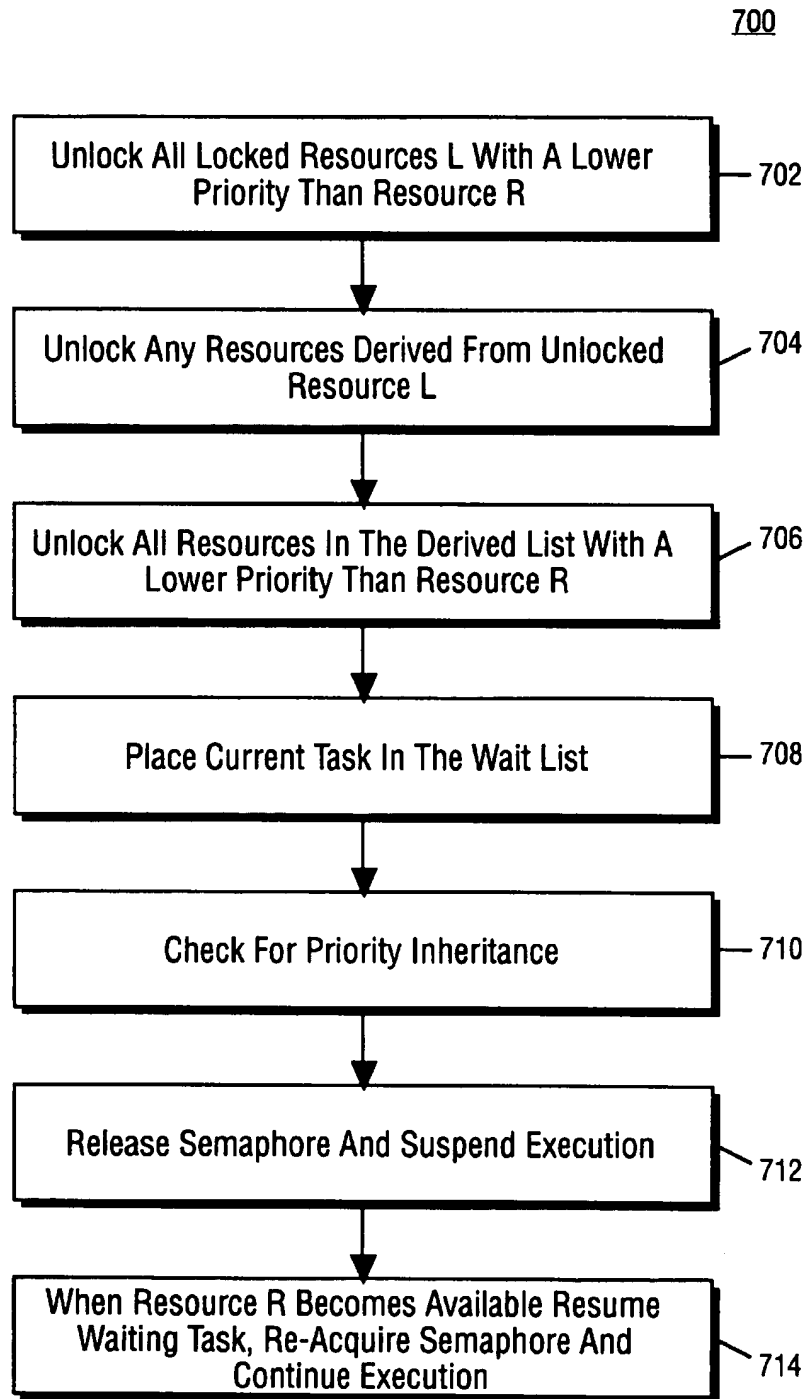 700
Unlock All Locked Resources L With A Lower
Priority Than Resource R
702
Unlock Any Resources Derived From Unlocked
Resource L
704
Unlock All Resources In The Derived List With A
Lower Priority Than Resource R
706
Place Current Task In The Wait List
708
Check For Priority Inheritance
710
Release Semaphore And Suspend Execution
712
When Resource R Becomes Available Resume
Waiting Task, Re-Acquire Semaphore And
Continue Execution
714